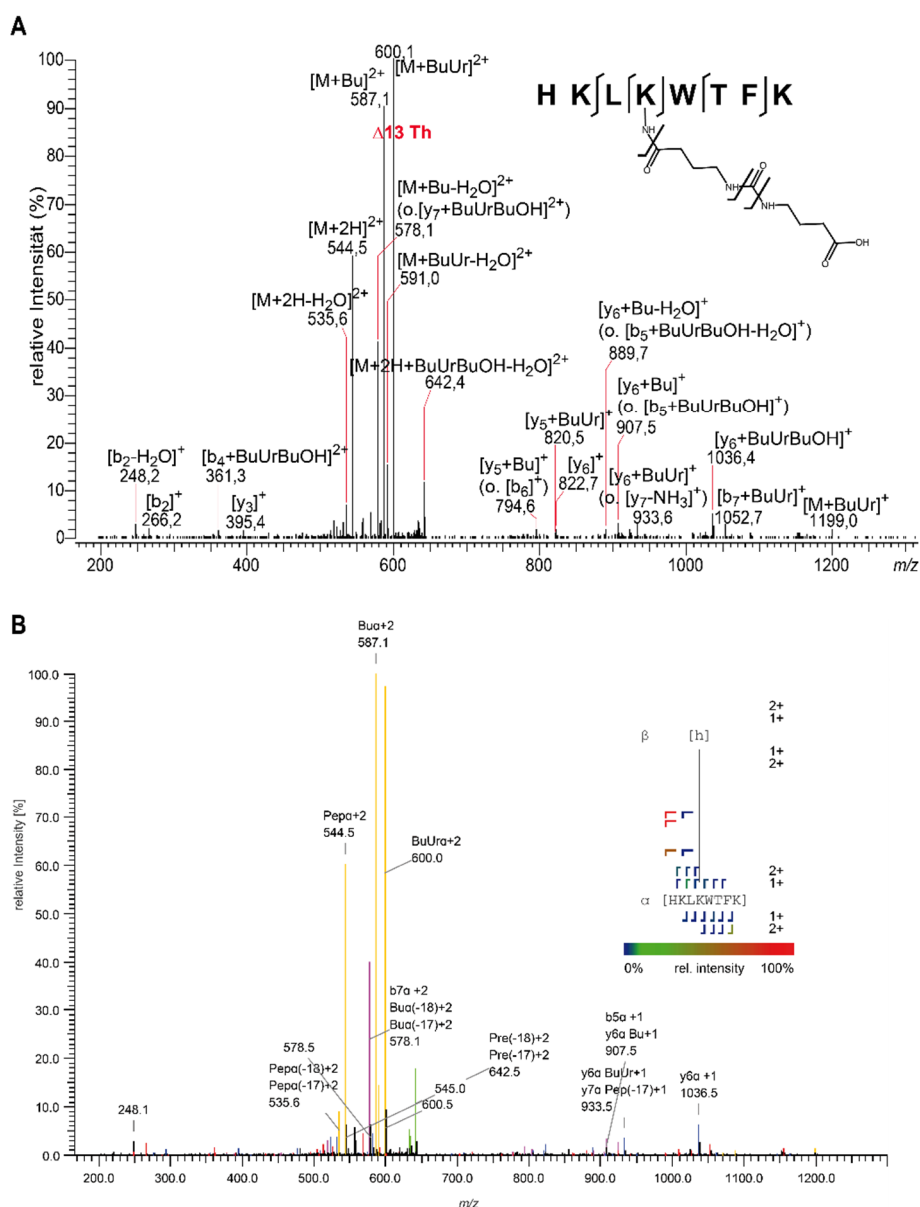 A
relative Intensität (%)
100
90
80
70
60
50
40
30
20
10
0
600,1
[M+Bu]²⁺
587,1
[M+BuUr]²⁺
Δ13 Th
[M+Bu-H₂O]²⁺
(o.[y₇+BuUrBuOH]²⁺
578,1
[M+2H]²⁺
544,5
[M+BuUr-H₂O]²⁺
591,0
[M+2H-H₂O]²⁺
535,6
[M+2H+BuUrBuOH-H₂O]²⁺
642,4
[b₂-H₂O]⁺
248,2
[b₂]⁺
266,2
[b₄+BuUrBuOH]²⁺
361,3
[y₃]⁺
395,4
[y₅+Bu]⁺
(o. [b₆]⁺)
794,6
[y₅+BuUr]⁺
820,5
[y₆]⁺
822,7
[y₆+Bu-H₂O]⁺
(o. [b₅+BuUrBuOH-H₂O]⁺
889,7
[y₆+Bu]⁺
(o. [b₅+BuUrBuOH]⁺
907,5
[y₆+BuUr]⁺
(o. [y₇-NH₃]⁺)
933,6
[y₆+BuUrBuOH]⁺
1036,4
[b₇+BuUr]⁺
1052,7
[M+BuUr]⁺
1199,0
H K L K W T F K
NH
O
NH
O
NH
O
OH
200
400
600
800
1000
1200
m/z
B
relative Intensity [%]
100.0
90.0
80.0
70.0
60.0
50.0
40.0
30.0
20.0
10.0
0.0
Buα+2
587.1
Pepα+2
544.5
BuUrα+2
600.0
b7α +2
Buα(-18)+2
Buα(-17)+2
578.1
578.5
Pepα(-18)+2
Pepα(-17)+2
535.6
Pre(-18)+2
Pre(-17)+2
642.5
545.0
600.5
248.1
b5α +1
y6α Bu+1
907.5
y6α BuUr+1
y7α Pep(-17)+1
933.5
y6α +1
1036.5
2+
1+
β [h]
1+
2+
2+
1+
α [HKLKWTFK]
1+
2+
0% rel. intensity 100%
200.0
300.0
400.0
500.0
600.0
700.0
800.0
900.0
1000.0
1100.0
1200.0
m/z